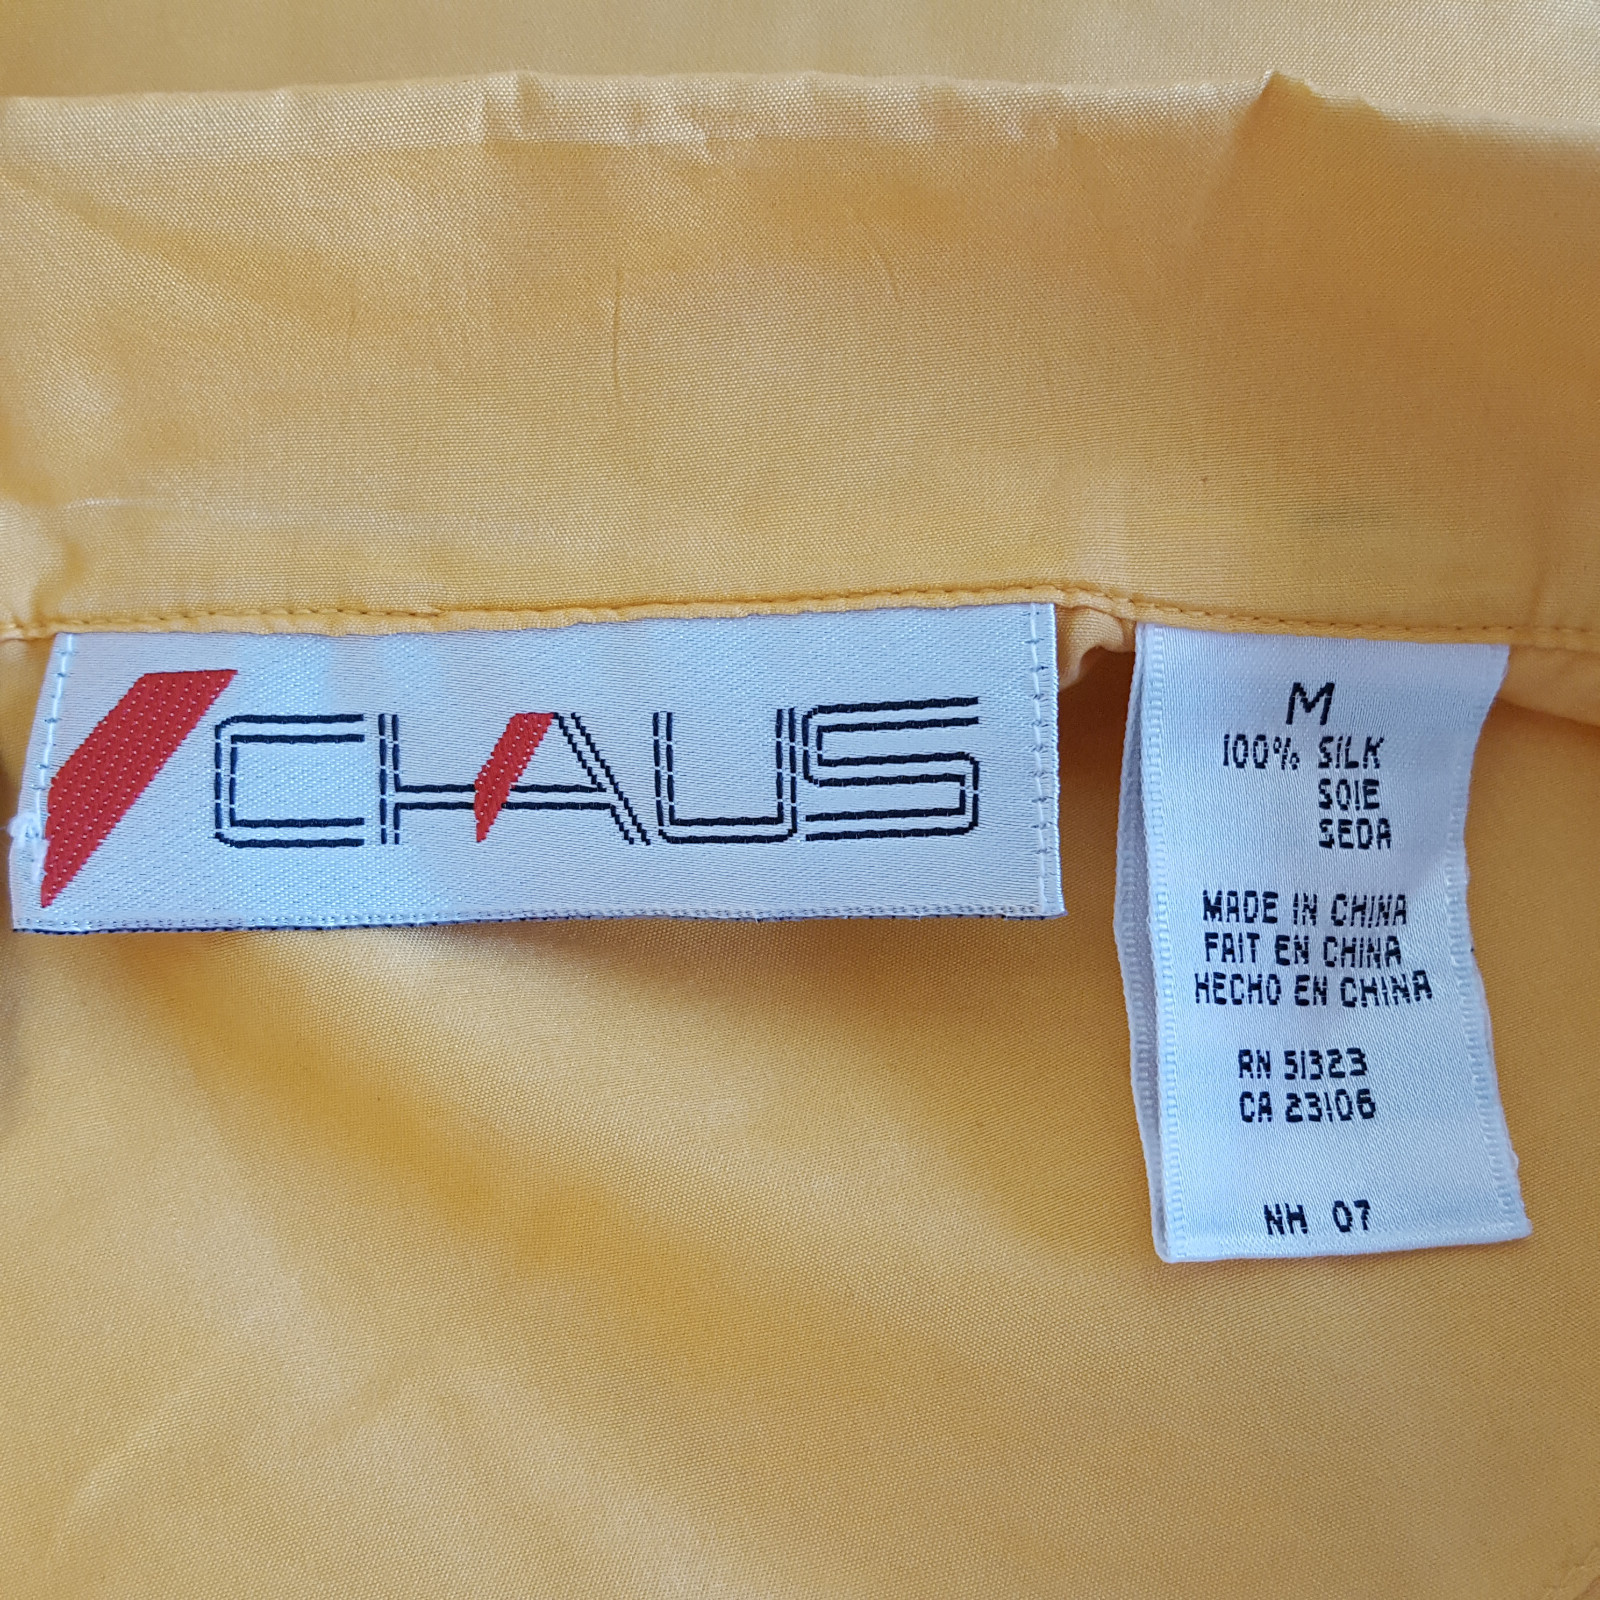 CHAUS
M
100% SILK
SOIE
SEDA
MADE IN CHINA
FAIT EN CHINA
HECHO EN CHINA
RN 51323
CA 23106
NH 07